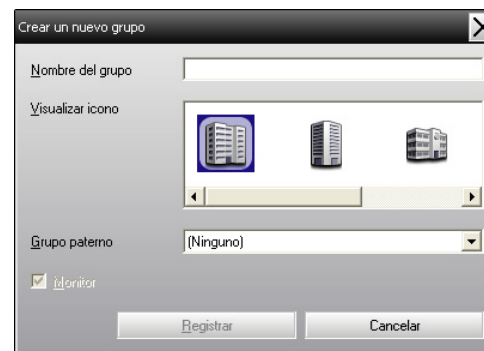 Crear un nuevo grupo
Nombre del grupo
Visualizar icono
Grupo paterno (Ninguno)
Monitor
Registrar Cancelar